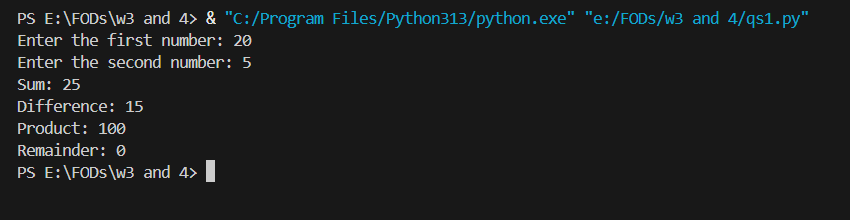 PS E:\FODs\w3 and 4> & "C:/Program Files/Python313/python.exe" "e:/FODs/w3 and 4/qs1.py"
Enter the first number: 20
Enter the second number: 5
Sum: 25
Difference: 15
Product: 100
Remainder: 0
PS E:\FODs\w3 and 4>